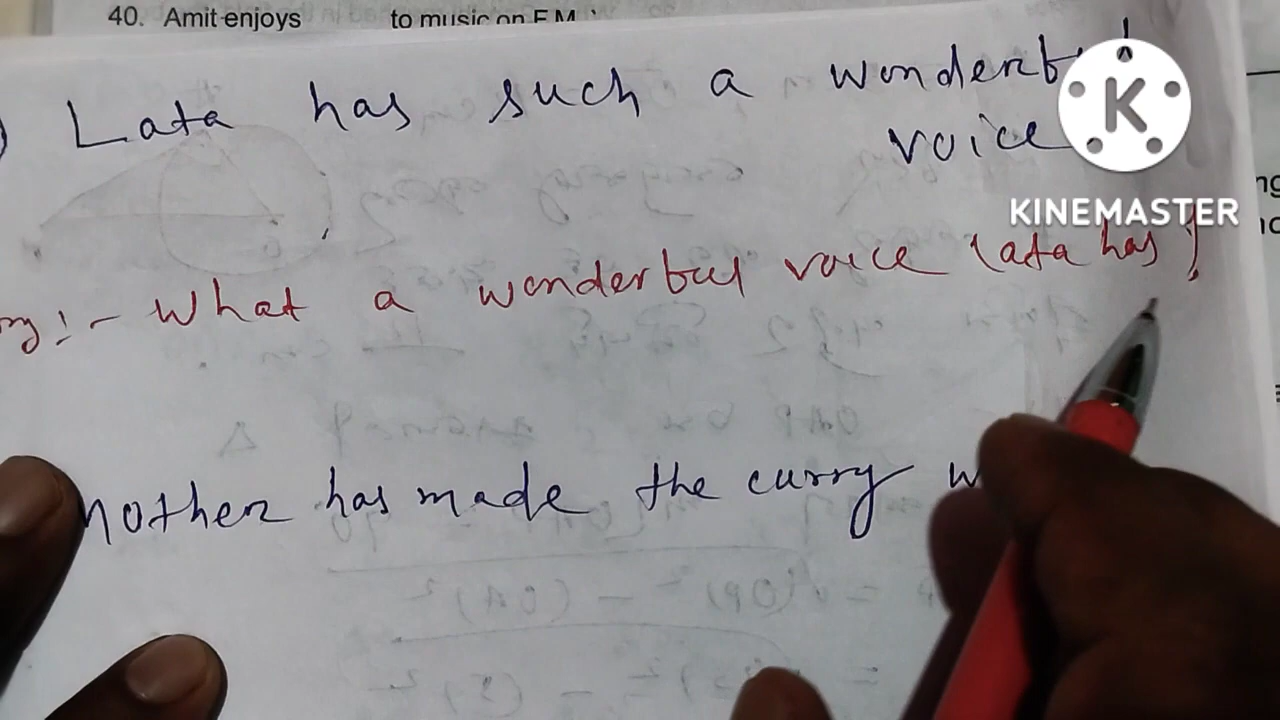 40. Amit enjoys to music on F.M.
Lata has such a wonderful
voice
KINEMASTER
What a wonderful voice Lata has!
mother has made the curry